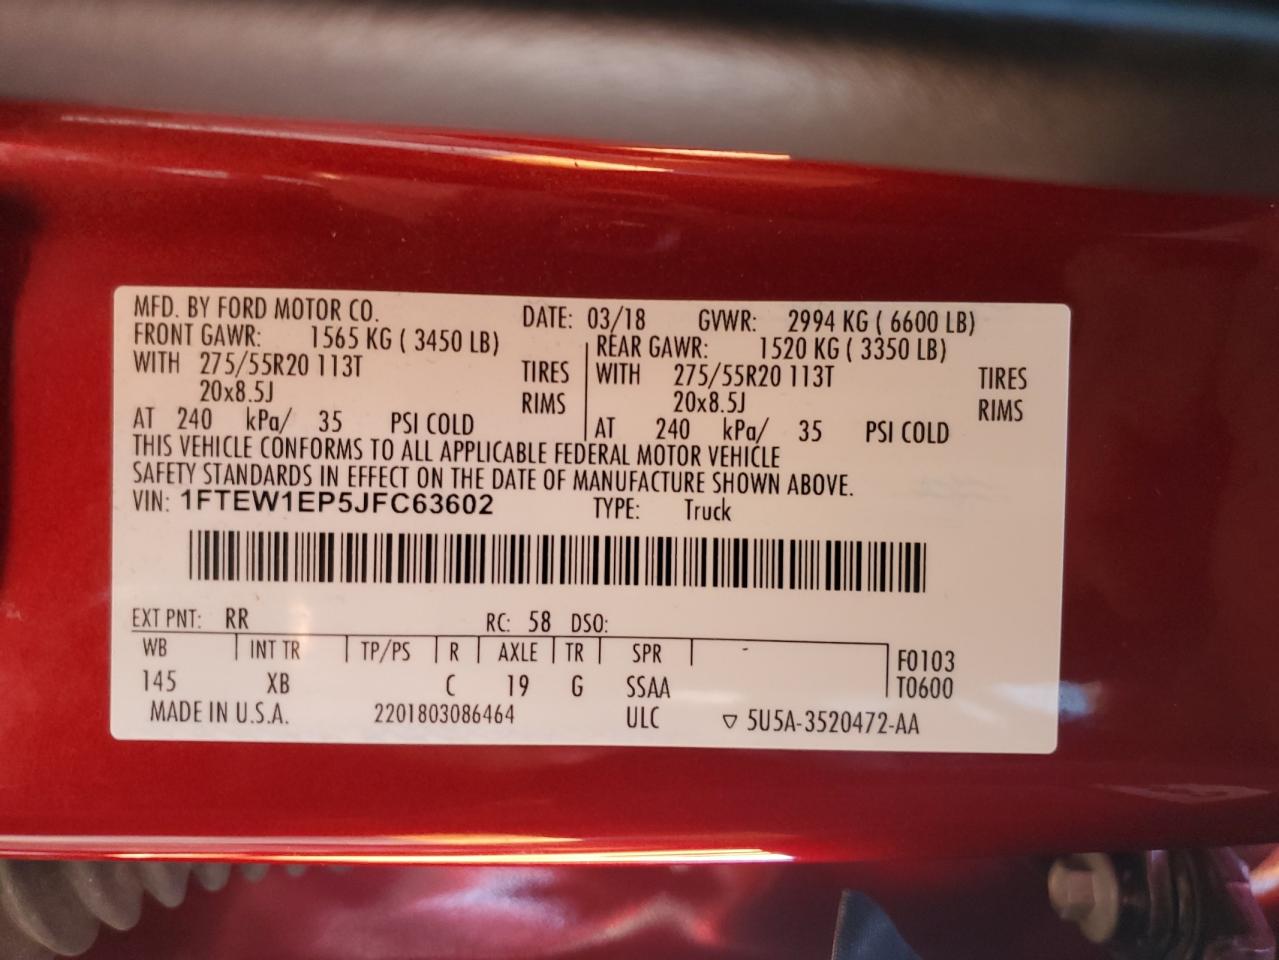 MFD. BY FORD MOTOR CO. DATE: 03/18 GVWR: 2994 KG ( 6600 LB)
FRONT GAWR: 1565 KG ( 3450 LB) REAR GAWR: 1520 KG ( 3350 LB)
WITH 275/55R20 113T TIRES WITH 275/55R20 113T TIRES
20x8.5J RIMS 20x8.5J RIMS
AT 240 kPa/ 35 PSI COLD AT 240 kPa/ 35 PSI COLD
THIS VEHICLE CONFORMS TO ALL APPLICABLE FEDERAL MOTOR VEHICLE
SAFETY STANDARDS IN EFFECT ON THE DATE OF MANUFACTURE SHOWN ABOVE.
VIN: 1FTEW1EP5JFC63602 TYPE: Truck
EXT PNT: RR RC: 58 DSO:
WB INT TR TP/PS R AXLE TR SPR - F0103
145 XB C 19 G SSAA T0600
MADE IN U.S.A. 2201803086464 ULC ▽ 5U5A-3520472-AA